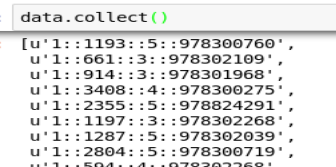 data.collect()
[u'1::1193::5::978300760',
u'1::661::3::978302109',
u'1::914::3::978301968',
u'1::3408::4::978300275',
u'1::2355::5::978824291',
u'1::1197::3::978302268',
u'1::1287::5::978302039',
u'1::2804::5::978300719',
u'1::594::4::978302268',